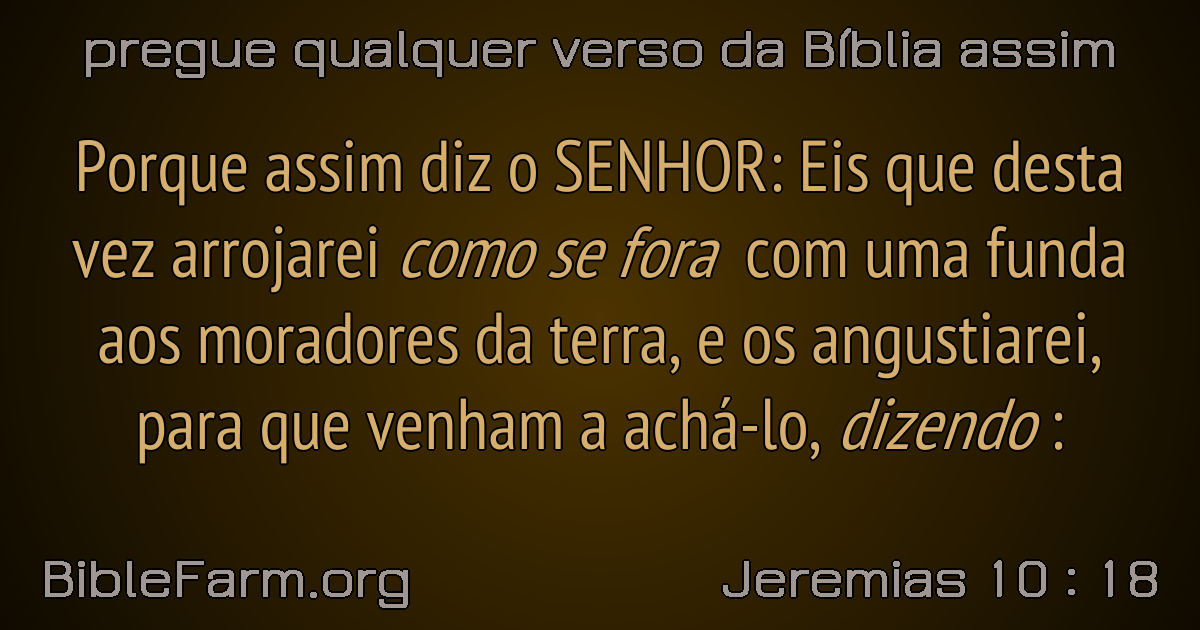 pregue qualquer verso da Bíblia assim
Porque assim diz o SENHOR: Eis que desta
vez arrojarei como se fora com uma funda
aos moradores da terra, e os angustiarei,
para que venham a achá-lo, dizendo :
BibleFarm.org
Jeremias 10 : 18